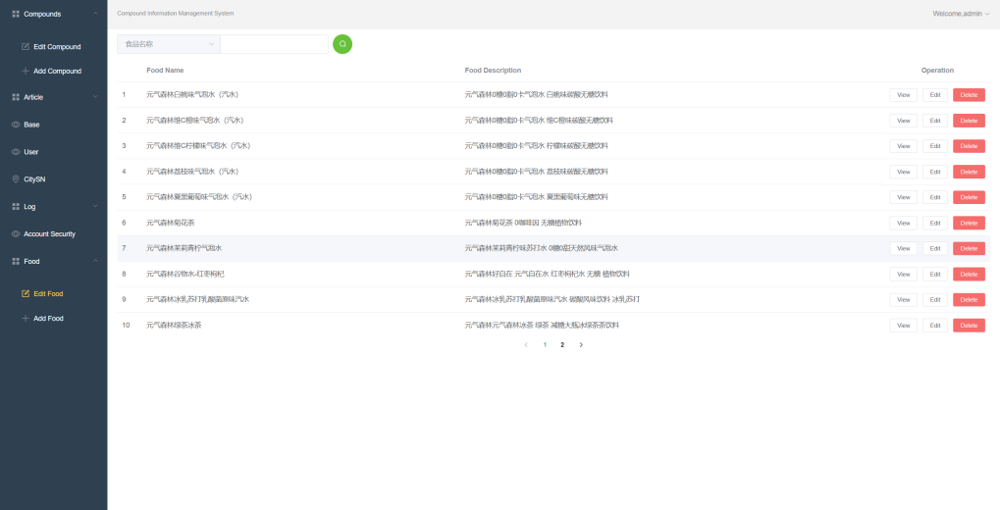 Compounds
Edit Compound
Add Compound
Article
Base
User
CitySN
Log
Account Security
Food
Edit Food
Add Food
Compound Information Management System
Welcome,admin
食品名称
Food Name Food Description Operation
1 元气森林白桃味气泡水（汽水） 元气森林0糖0脂0卡气泡水 白桃味碳酸无糖饮料 View Edit Delete
2 元气森林维C橙味气泡水（汽水） 元气森林0糖0脂0卡气泡水 维C橙味碳酸无糖饮料 View Edit Delete
3 元气森林维C柠檬味气泡水（汽水） 元气森林0糖0脂0卡气泡水 柠檬味碳酸无糖饮料 View Edit Delete
4 元气森林荔枝味气泡水（汽水） 元气森林0糖0脂0卡气泡水 荔枝味碳酸无糖饮料 View Edit Delete
5 元气森林夏黑葡萄味气泡水（汽水） 元气森林0糖0脂0卡气泡水 夏黑葡萄味无糖饮料 View Edit Delete
6 元气森林菊花茶 元气森林菊花茶 0咖啡因 无糖植物饮料 View Edit Delete
7 元气森林茉莉青柠气泡水 元气森林茉莉青柠味苏打水 0糖0甜天然风味气泡水 View Edit Delete
8 元气森林谷物水-红枣枸杞 元气森林好自在 元气自在水 红枣枸杞水 无糖 植物饮料 View Edit Delete
9 元气森林冰乳苏打乳酸菌原味汽水 元气森林冰乳苏打乳酸菌原味汽水 碳酸风味饮料 冰乳苏打 View Edit Delete
10 元气森林绿茶冰茶 元气森林元气森林冰茶 绿茶 减糖大瓶冰绿茶茶饮料 View Edit Delete
< 1 2 >